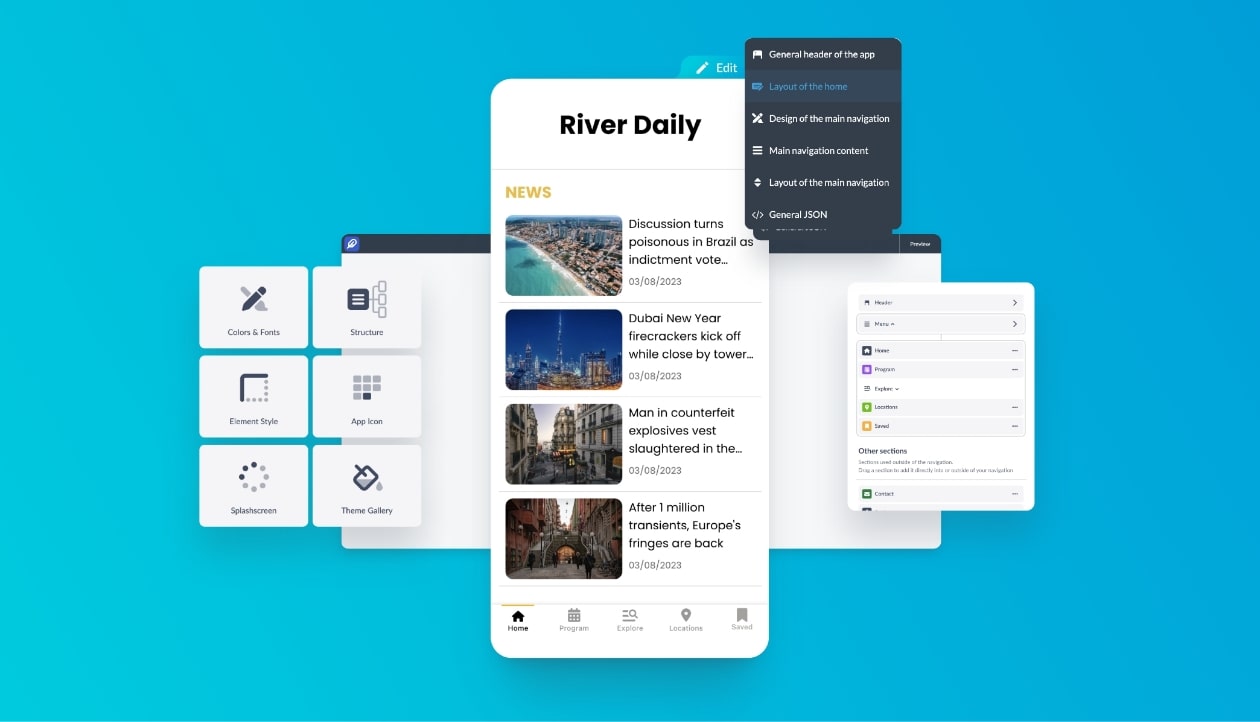 Edit
General header of the app
Layout of the home
Design of the main navigation
Main navigation content
Layout of the main navigation
General JSON
River Daily
NEWS
Discussion turns
poisonous in Brazil as
indictment vote...
03/08/2023
Dubai New Year
firecrackers kick off
while close by tower...
03/08/2023
Man in counterfeit
explosives vest
slaughtered in the...
03/08/2023
After 1 million
transients, Europe's
fringes are back
03/08/2023
Home
Program
Explore
Locations
Saved
Colors & Fonts
Structure
Element Style
App Icon
Splashscreen
Theme Gallery
Preview
Header
Menu
Home
Program
Explore
Locations
Saved
Other sections
Sections used outside of the navigation.
Drag a section to add it directly into or outside of your navigation
Contact